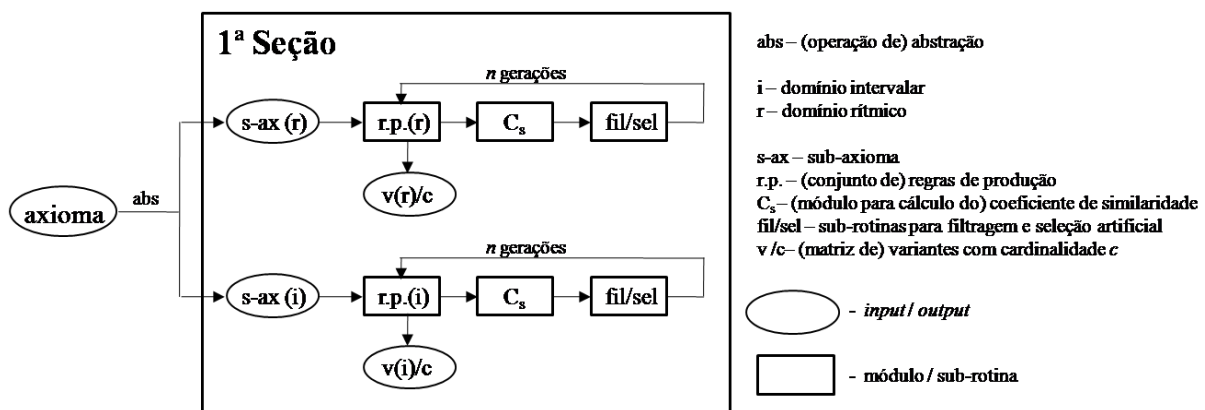 1ª Seção
n gerações
s-ax (r)
r.p.(r)
Cs
fil/sel
v(r)/c
axioma
abs
n gerações
s-ax (i)
r.p.(i)
Cs
fil/sel
v(i)/c
abs – (operação de) abstração
i – domínio intervalar
r – domínio rítmico
s-ax – sub-axioma
r.p. – (conjunto de) regras de produção
Cs – (módulo para cálculo do) coeficiente de similaridade
fil/sel – sub-rotinas para filtragem e seleção artificial
v /c– (matriz de) variantes com cardinalidade c
- input / output
- módulo / sub-rotina